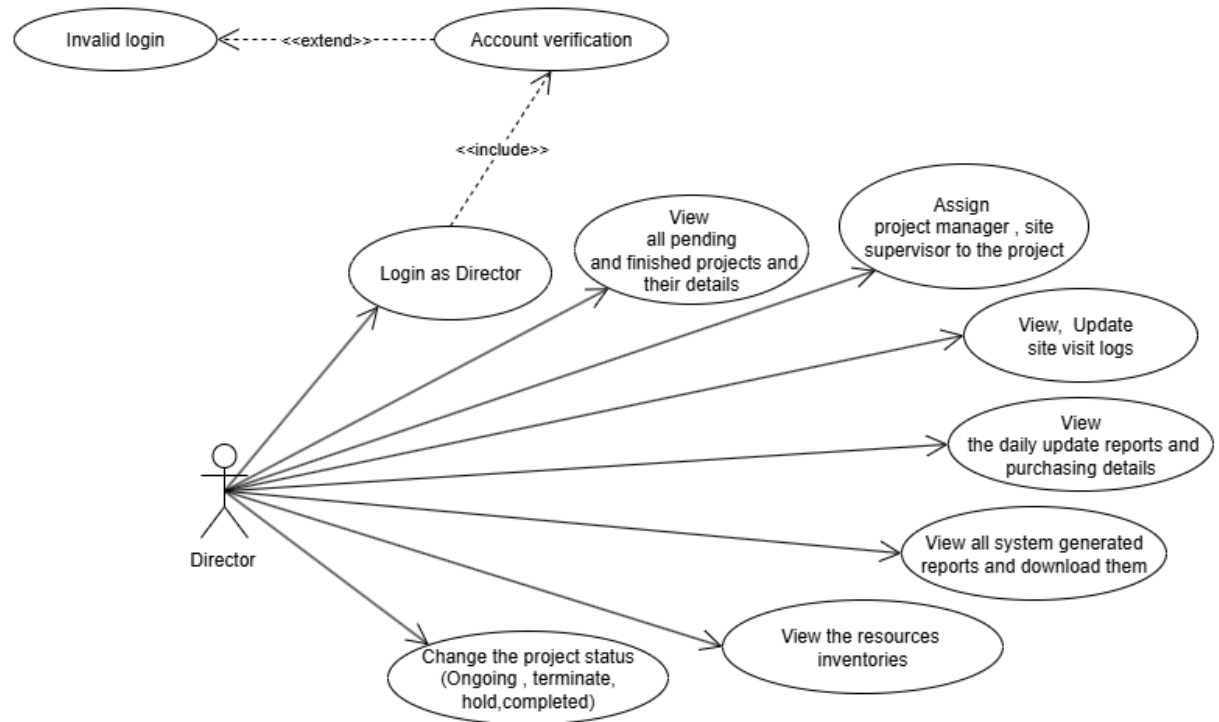 Invalid login
<<extend>>
Account verification
<<include>>
Login as Director
View
all pending
and finished projects and
their details
Assign
project manager , site
supervisor to the project
View, Update
site visit logs
View
the daily update reports and
purchasing details
View all system generated
reports and download them
View the resources
inventories
Change the project status
(Ongoing , terminate,
hold,completed)
Director